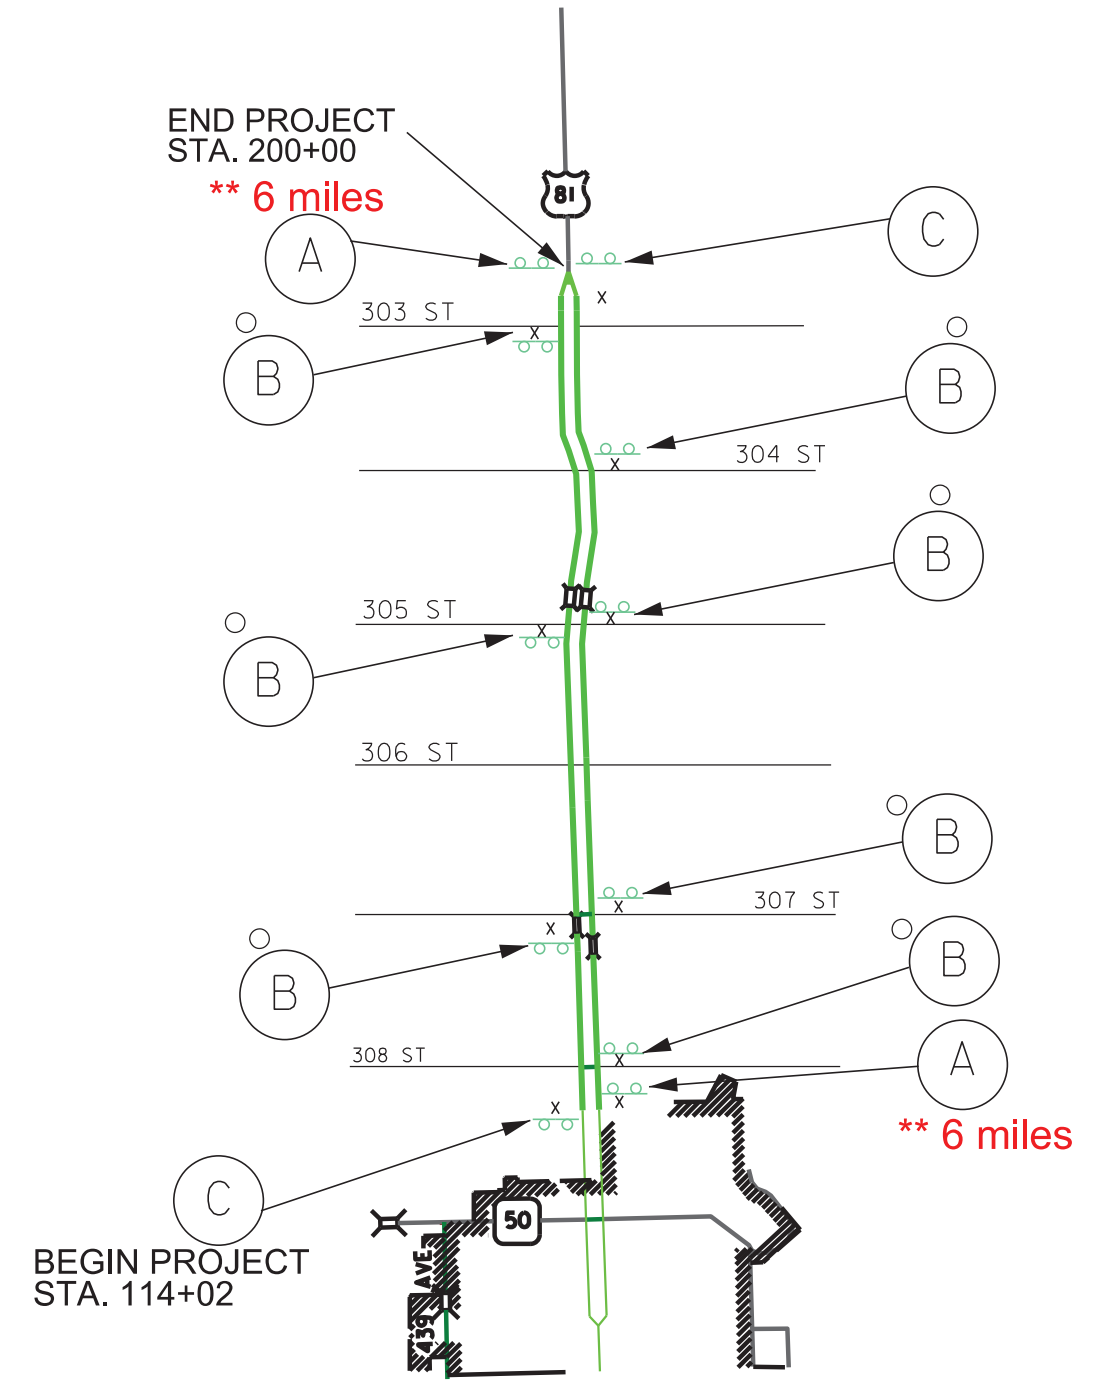 END PROJECT
STA. 200+00
** 6 miles
81
A
C
303 ST
B
B
304 ST
B
305 ST
B
306 ST
B
307 ST
B
B
308 ST
A
** 6 miles
C
50
BEGIN PROJECT
STA. 114+02
439 AVE.
X
X
X
X
X
X
X
X
X
X